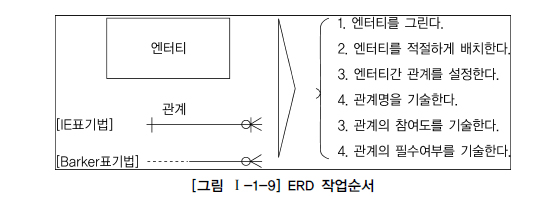 엔터티
관계
[IE표기법]
[Barker표기법]
1. 엔터티를 그린다.
2. 엔터티를 적절하게 배치한다.
3. 엔터티간 관계를 설정한다.
4. 관계명을 기술한다.
3. 관계의 참여도를 기술한다.
4. 관계의 필수여부를 기술한다.
[그림 Ⅰ-1-9] ERD 작업순서